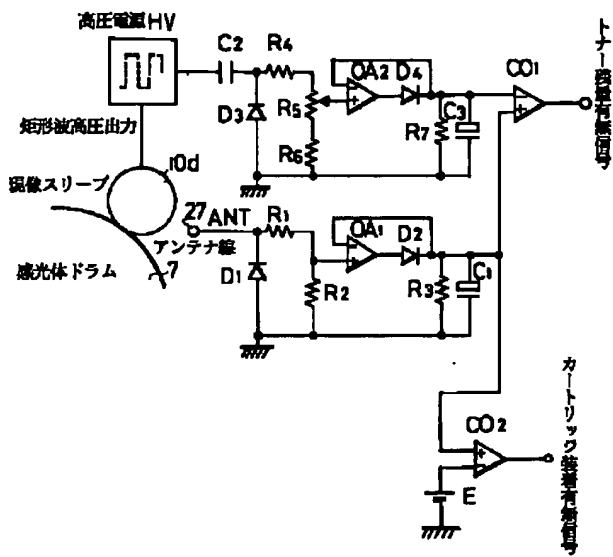 高圧電源HV
C2
R4
OA2
D4
CO1
トナー残量有無信号
D3
R5
R6
R7
C3
矩形波高圧出力
10d
現像スリーブ
27
ANT
アンテナ線
感光体ドラム
7
R1
OA1
D2
D1
R2
R3
C1
CO2
E
カートリッジ装着有無信号